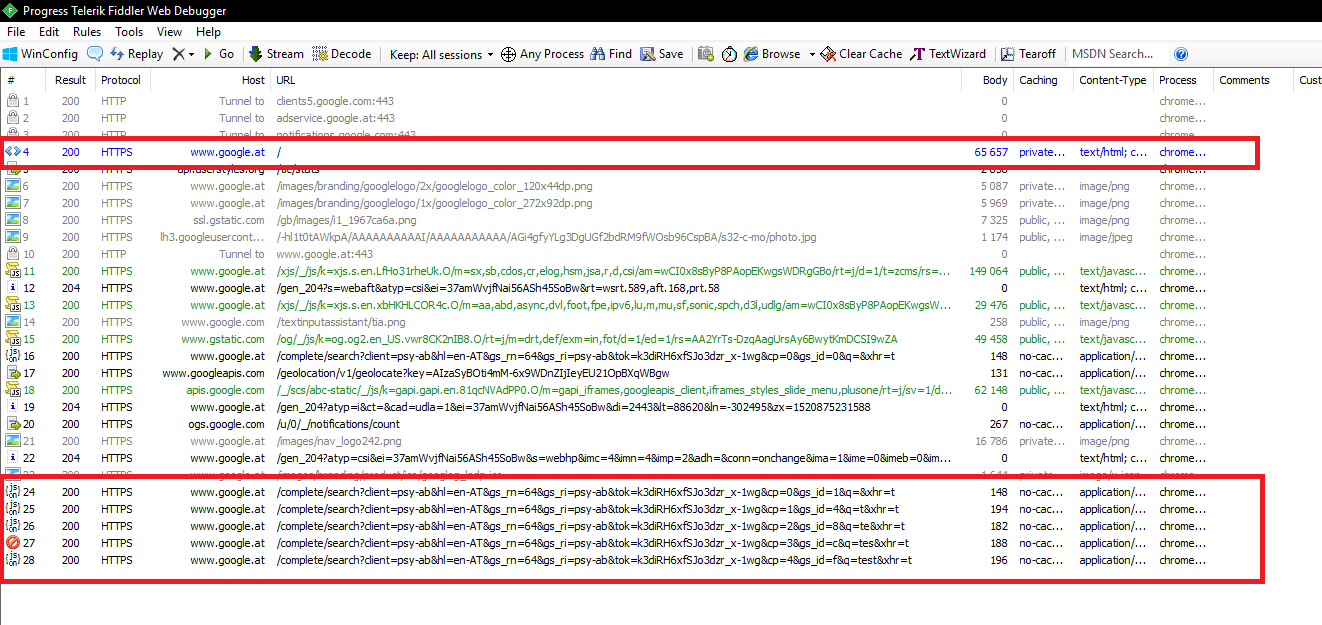 Progress Telerik Fiddler Web Debugger
File Edit Rules Tools View Help
WinConfig Replay Go Stream Decode Keep: All sessions Any Process Find Save Browse Clear Cache TextWizard Tearoff MSDN Search...
# Result Protocol Host URL Body Caching Content-Type Process Comments Cust
1 200 HTTP Tunnel to clients5.google.com:443 0 chrome...
2 200 HTTP Tunnel to adservice.google.at:443 0 chrome...
3 200 HTTP Tunnel to notifications.google.com:443 0 chrome...
4 200 HTTPS www.google.at / 65 657 private... text/html; c... chrome...
5 200 HTTPS api.userstyles.org chrome...
6 200 HTTPS www.google.at /images/branding/googlelogo/2x/googlelogo_color_120x44dp.png 5 087 private... image/png chrome...
7 200 HTTPS www.google.at /images/branding/googlelogo/1x/googlelogo_color_272x92dp.png 5 969 private... image/png chrome...
8 200 HTTPS ssl.gstatic.com /gb/images/i1_1967ca6a.png 7 325 public, ... image/png chrome...
9 200 HTTPS lh3.googleusercont... /-hl1t0tAWkpA/AAAAAAAAAAI/AAAAAAAAAAA/AGi4gfyYLg3DgUGf2bdRM9fWOsb96CspBA/s32-c-mo/photo.jpg 1 174 public, ... image/jpeg chrome...
10 200 HTTP Tunnel to www.google.at:443 0 chrome...
11 200 HTTPS www.google.at /xjs/_/js/k=xjs.s.en.LfHo31rheUk.O/m=sx,sb,cdos,cr,elog,hsm,jsa,r,d,csi/am=wCI0x8sByP8PAopEKwgsWDRgGBo/rt=j/d=1/t=zcms/rs=... 149 064 public, ... text/javasc... chrome...
12 204 HTTPS www.google.at /gen_204?s=webaft&atyp=csi&ei=37amWvjfNai56ASh45SoBw&rt=wsrt.589,aft.168,prt.58 0 text/html; c... chrome...
13 200 HTTPS www.google.at /xjs/_/js/k=xjs.s.en.xbHKHLCOR4c.O/m=aa,abd,async,dvl,foot,fpe,ipv6,lu,m,mu,sf,sonic,spch,d3l,udlg/am=wCI0x8sByP8PAopEKwgsW... 29 476 public, ... text/javasc... chrome...
14 200 HTTPS www.google.com /textinputassistant/tia.png 258 public, ... image/png chrome...
15 200 HTTPS www.gstatic.com /og/_/js/k=og.og2.en_US.vwr8CK2nIB8.O/rt=j/m=drt,def/exm=in,fot/d=1/ed=1/rs=AA2YrTs-DzqAagUrsAy6BwytKmDCSI9wZA 49 458 public, ... text/javasc... chrome...
16 200 HTTPS www.google.at /complete/search?client=psy-ab&hl=en-AT&gs_rn=64&gs_ri=psy-ab&tok=k3diRH6xfSJo3dzr_x-1wg&cp=0&gs_id=0&q=&xhr=t 148 no-cac... application/... chrome...
17 200 HTTPS www.googleapis.com /geolocation/v1/geolocate?key=AIzaSyBOti4mM-6x9WDnZIjIeyEU21OpBXqWBgw 131 no-cac... application/... chrome...
18 200 HTTPS apis.google.com /_/scs/abc-static/_/js/k=gapi.gapi.en.81qcNVAdPP0.O/m=gapi_iframes,googleapis_client,iframes_styles_slide_menu,plusone/rt=j/sv=1/d... 62 148 public, ... text/javasc... chrome...
19 204 HTTPS www.google.at /gen_204?atyp=i&ct=&cad=udla=1&ei=37amWvjfNai56ASh45SoBw&di=2443&lt=88620&ln=-302495&zx=1520875231588 0 text/html; c... chrome...
20 200 HTTPS ogs.google.com /u/0/_/notifications/count 267 no-cac... application/... chrome...
21 200 HTTPS www.google.at /images/nav_logo242.png 16 786 private... image/png chrome...
22 204 HTTPS www.google.at /gen_204?atyp=csi&ei=37amWvjfNai56ASh45SoBw&s=webhp&imc=4&imn=4&imp=2&adh=&conn=onchange&ima=1&ime=0&imeb=0&im... 0 text/html; c... chrome...
24 200 HTTPS www.google.at /complete/search?client=psy-ab&hl=en-AT&gs_rn=64&gs_ri=psy-ab&tok=k3diRH6xfSJo3dzr_x-1wg&cp=0&gs_id=1&q=&xhr=t 148 no-cac... application/... chrome...
25 200 HTTPS www.google.at /complete/search?client=psy-ab&hl=en-AT&gs_rn=64&gs_ri=psy-ab&tok=k3diRH6xfSJo3dzr_x-1wg&cp=1&gs_id=4&q=t&xhr=t 194 no-cac... application/... chrome...
26 200 HTTPS www.google.at /complete/search?client=psy-ab&hl=en-AT&gs_rn=64&gs_ri=psy-ab&tok=k3diRH6xfSJo3dzr_x-1wg&cp=2&gs_id=8&q=te&xhr=t 182 no-cac... application/... chrome...
27 200 HTTPS www.google.at /complete/search?client=psy-ab&hl=en-AT&gs_rn=64&gs_ri=psy-ab&tok=k3diRH6xfSJo3dzr_x-1wg&cp=3&gs_id=c&q=tes&xhr=t 188 no-cac... application/... chrome...
28 200 HTTPS www.google.at /complete/search?client=psy-ab&hl=en-AT&gs_rn=64&gs_ri=psy-ab&tok=k3diRH6xfSJo3dzr_x-1wg&cp=4&gs_id=f&q=test&xhr=t 196 no-cac... application/... chrome...